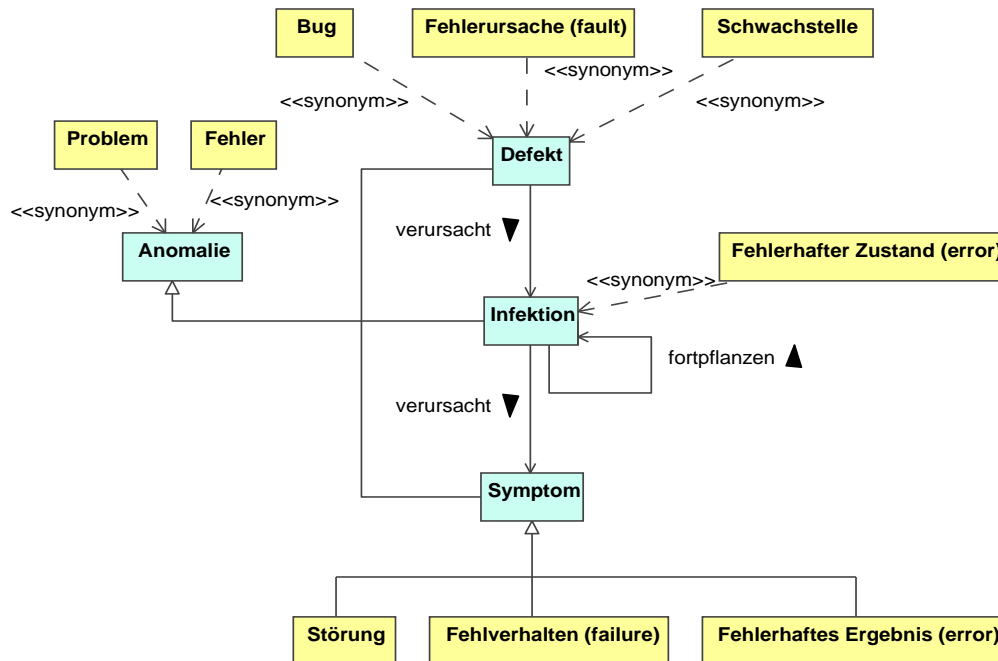 Bug
Fehlerursache (fault)
Schwachstelle
<<synonym>>
<<synonym>>
<<synonym>>
Problem
Fehler
Defekt
<<synonym>>
<<synonym>>
verursacht
Anomalie
Fehlerhafter Zustand (error)
<<synonym>>
Infektion
fortpflanzen
verursacht
Symptom
Störung
Fehlverhalten (failure)
Fehlerhaftes Ergebnis (error)